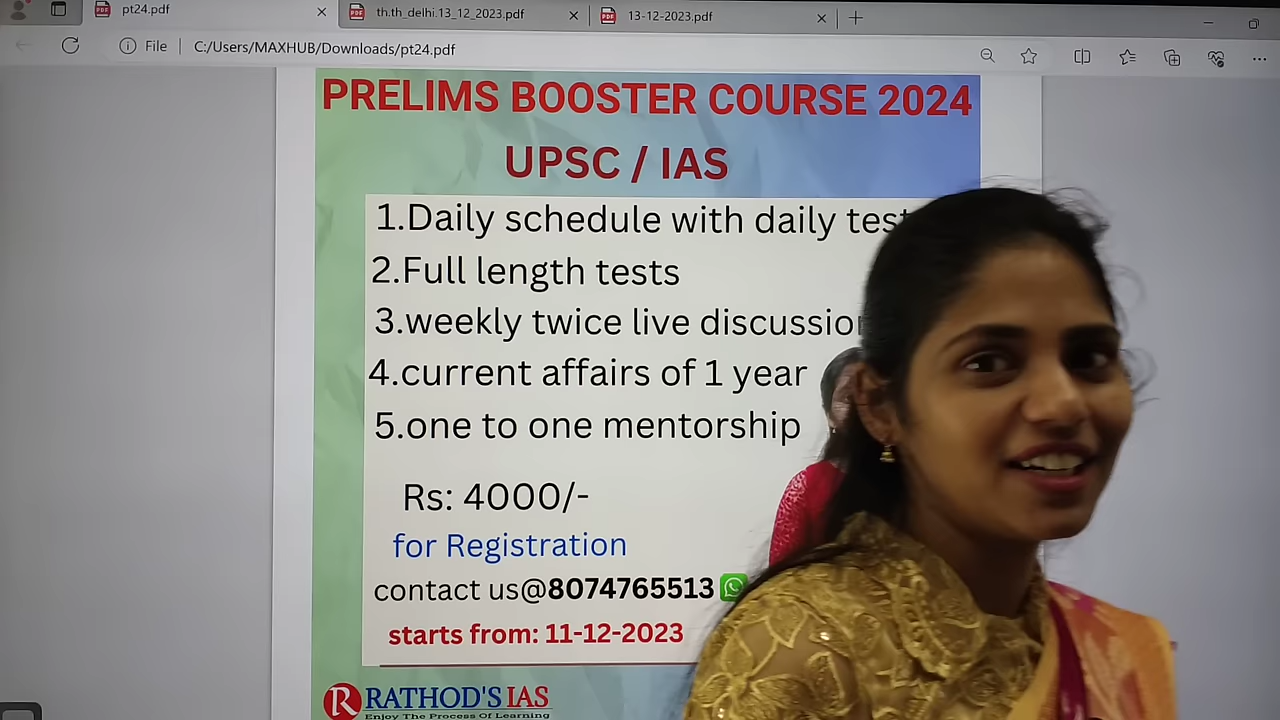 pt24.pdf
th.th_delhi.13_12_2023.pdf
13-12-2023.pdf
File
C:/Users/MAXHUB/Downloads/pt24.pdf
PRELIMS BOOSTER COURSE 2024
UPSC / IAS
1.Daily schedule with daily test
2.Full length tests
3.weekly twice live discussion
4.current affairs of 1 year
5.one to one mentorship
Rs: 4000/-
for Registration
contact us@8074765513
starts from: 11-12-2023
R RATHOD'S IAS
Enjoy The Process Of Learning